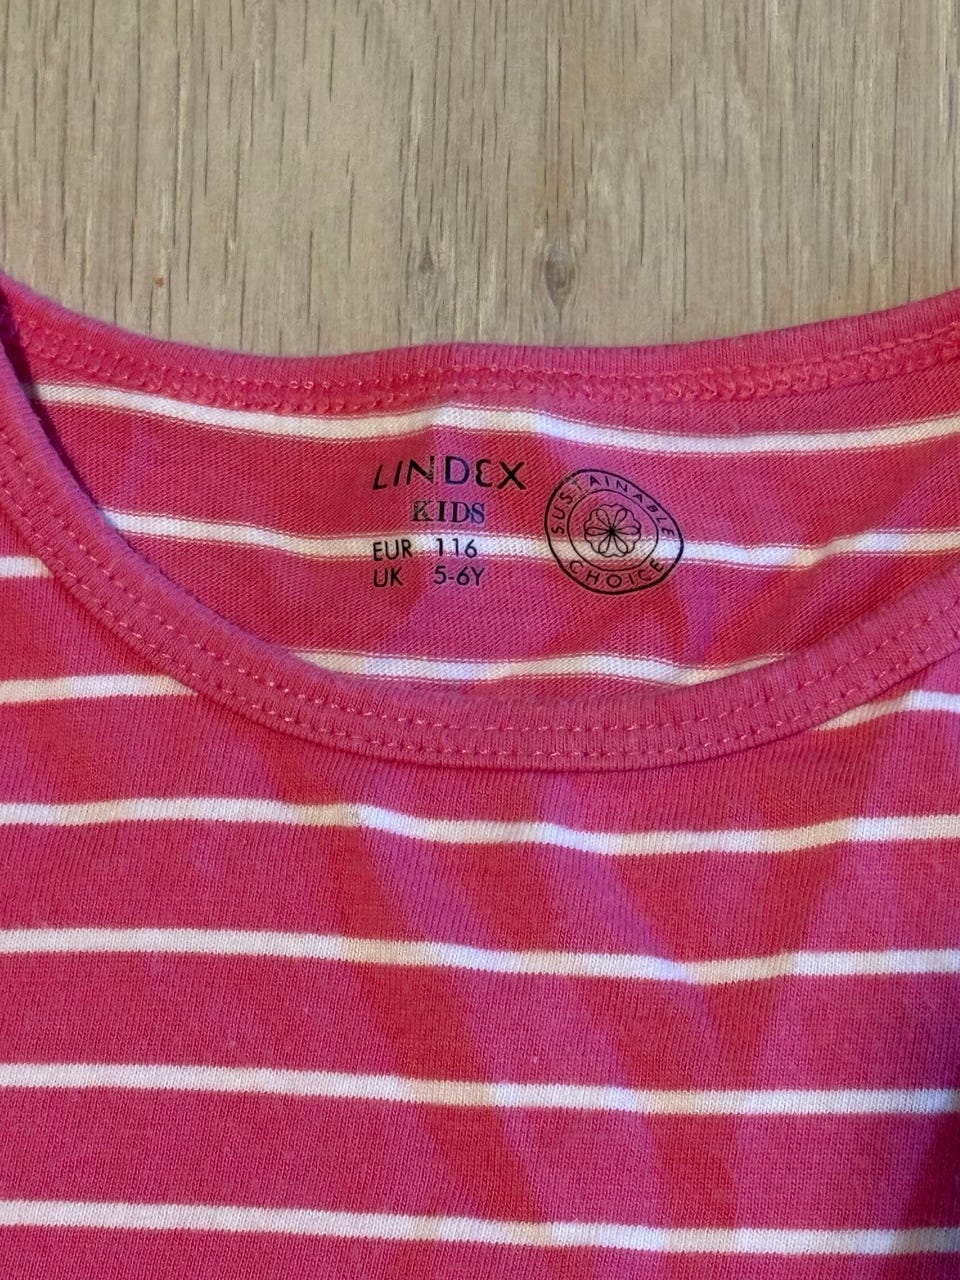 LINDEX
KIDS
EUR 116
UK 5-6Y
SUSTAINABLE
CHOICE